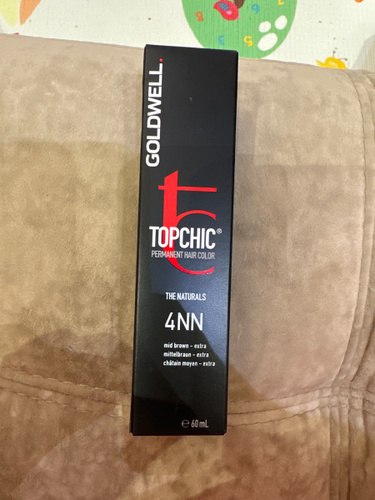 GOLDWELL.
tc
TOPCHIC®
PERMANENT HAIR COLOR
THE NATURALS
4NN
mid brown - extra
mittelbraun - extra
châtain moyen - extra
℮ 60 mL